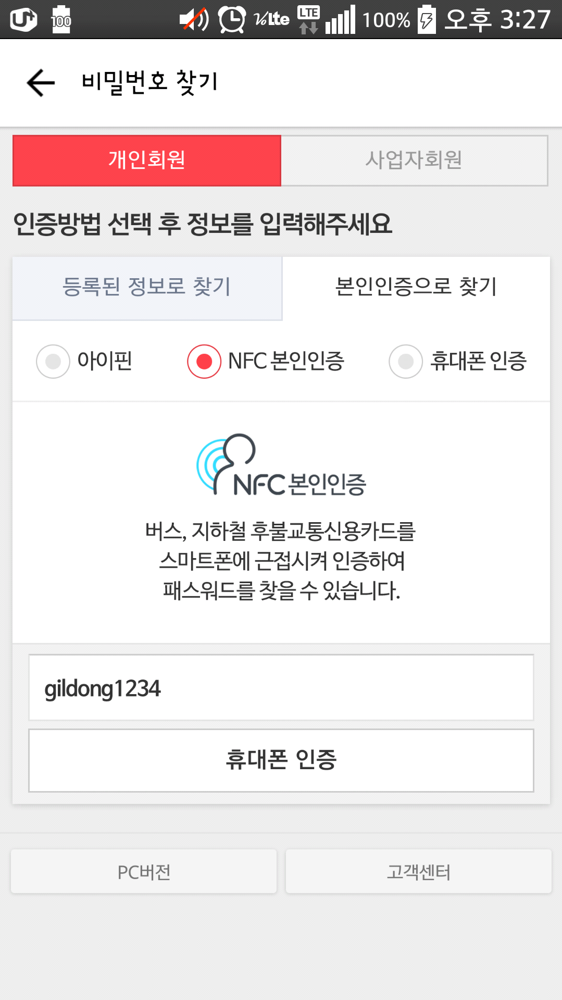 U+ 100 VoLte LTE 100% 오후 3:27
비밀번호 찾기
개인회원 사업자회원
인증방법 선택 후 정보를 입력해주세요
등록된 정보로 찾기 본인인증으로 찾기
아이핀 NFC 본인인증 휴대폰 인증
NFC 본인인증
버스, 지하철 후불교통신용카드를
스마트폰에 근접시켜 인증하여
패스워드를 찾을 수 있습니다.
gildong1234
휴대폰 인증
PC버전 고객센터